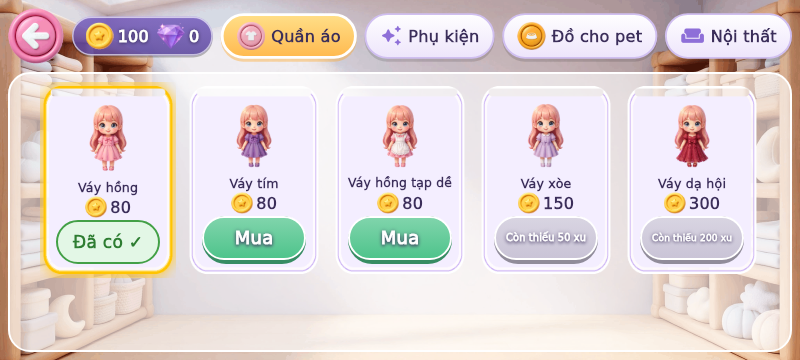 100 0 Quần áo Phụ kiện Đồ cho pet Nội thất
Váy hồng
80
Đã có ✓
Váy tím
80
Mua
Váy hồng tạp dề
80
Mua
Váy xòe
150
Còn thiếu 50 xu
Váy dạ hội
300
Còn thiếu 200 xu